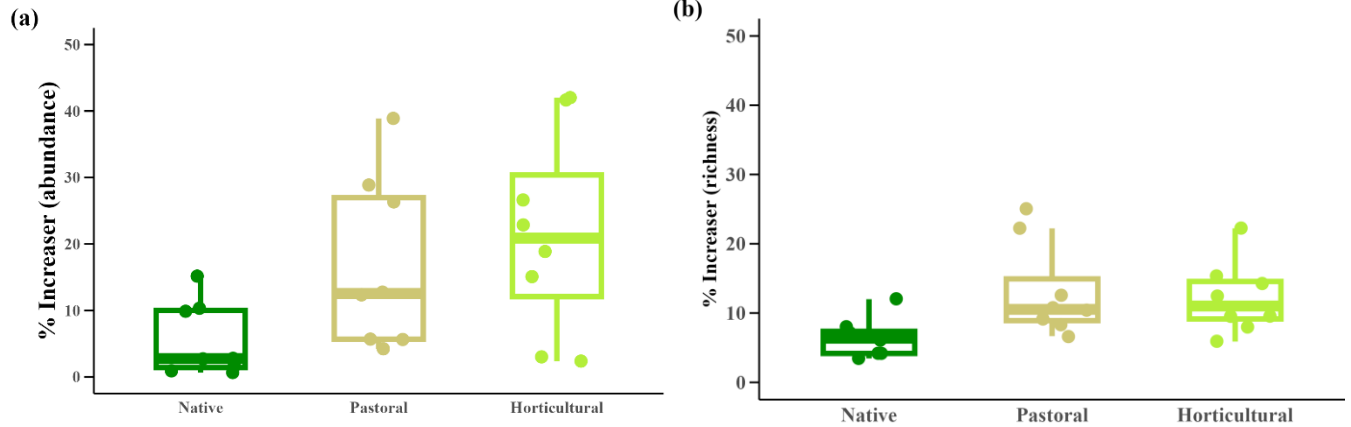 (a)
% Increaser (abundance)
50
40
30
20
10
0
Native Pastoral Horticultural
(b)
% Increaser (richness)
50
40
30
20
10
0
Native Pastoral Horticultural